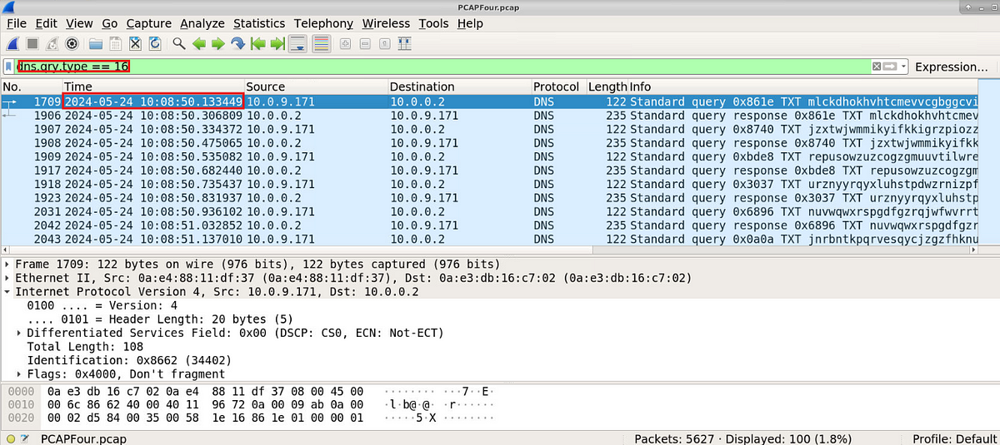 PCAPFour.pcap
File Edit View Go Capture Analyze Statistics Telephony Wireless Tools Help
dns.qry.type == 16 Expression...
No. Time Source Destination Protocol Length Info
1709 2024-05-24 10:08:50.133449 10.0.9.171 10.0.0.2 DNS 122 Standard query 0x861e TXT mlckdhokhvhtcmevvcgbggcvi
1906 2024-05-24 10:08:50.306809 10.0.0.2 10.0.9.171 DNS 235 Standard query response 0x861e TXT mlckdhokhvhtcmev
1907 2024-05-24 10:08:50.334372 10.0.9.171 10.0.0.2 DNS 122 Standard query 0x8740 TXT jzxtwjwmmikyifkkigrzpiozz
1908 2024-05-24 10:08:50.475065 10.0.0.2 10.0.9.171 DNS 235 Standard query response 0x8740 TXT jzxtwjwmmikyifkk
1909 2024-05-24 10:08:50.535082 10.0.9.171 10.0.0.2 DNS 122 Standard query 0xbde8 TXT repusowzuzcogzgmuuvtilwre
1917 2024-05-24 10:08:50.682440 10.0.0.2 10.0.9.171 DNS 235 Standard query response 0xbde8 TXT repusowzuzcogzgm
1918 2024-05-24 10:08:50.735437 10.0.9.171 10.0.0.2 DNS 122 Standard query 0x3037 TXT urznyyrqyxluhstpdwzrnizpf
1923 2024-05-24 10:08:50.831937 10.0.0.2 10.0.9.171 DNS 235 Standard query response 0x3037 TXT urznyyrqyxluhstp
2031 2024-05-24 10:08:50.936102 10.0.9.171 10.0.0.2 DNS 122 Standard query 0x6896 TXT nuvwqwxrspgdfgzrqjwfwvrrt
2042 2024-05-24 10:08:51.032852 10.0.0.2 10.0.9.171 DNS 235 Standard query response 0x6896 TXT nuvwqwxrspgdfgzr
2043 2024-05-24 10:08:51.137010 10.0.9.171 10.0.0.2 DNS 122 Standard query 0x0a0a TXT jnrbntkpqrvesqycjzgzfhknu
Frame 1709: 122 bytes on wire (976 bits), 122 bytes captured (976 bits)
Ethernet II, Src: 0a:e4:88:11:df:37 (0a:e4:88:11:df:37), Dst: 0a:e3:db:16:c7:02 (0a:e3:db:16:c7:02)
Internet Protocol Version 4, Src: 10.0.9.171, Dst: 10.0.0.2
0100 .... = Version: 4
.... 0101 = Header Length: 20 bytes (5)
Differentiated Services Field: 0x00 (DSCP: CS0, ECN: Not-ECT)
Total Length: 108
Identification: 0x8662 (34402)
Flags: 0x4000, Don't fragment
0000 0a e3 db 16 c7 02 0a e4 88 11 df 37 08 00 45 00 ········ ···7··E·
0010 00 6c 86 62 40 00 40 11 96 72 0a 00 09 ab 0a 00 ·l·b@·@· ·r······
0020 00 02 d5 84 00 35 00 58 1e 16 86 1e 01 00 00 01 ·····5·X ········
PCAPFour.pcap Packets: 5627 · Displayed: 100 (1.8%) Profile: Default